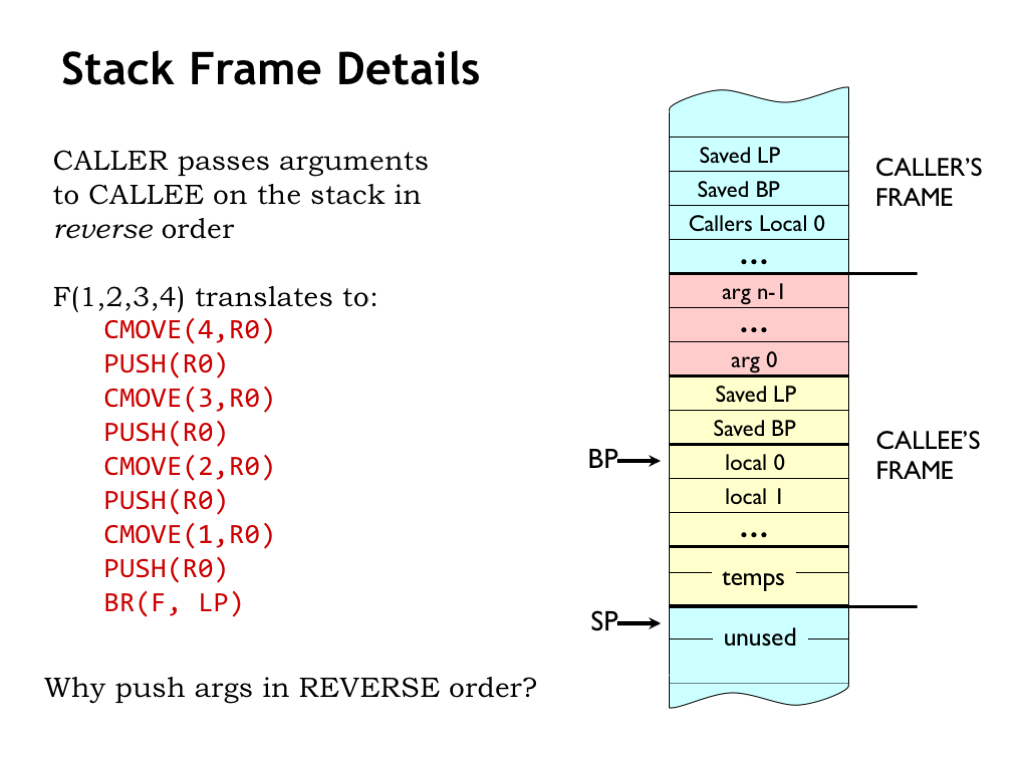 Stack Frame Details
CALLER passes arguments
to CALLEE on the stack in
reverse order
F(1,2,3,4) translates to:
CMOVE(4,R0)
PUSH(R0)
CMOVE(3,R0)
PUSH(R0)
CMOVE(2,R0)
PUSH(R0)
CMOVE(1,R0)
PUSH(R0)
BR(F, LP)
Why push args in REVERSE order?
Saved LP
Saved BP
Callers Local 0
...
arg n-1
...
arg 0
Saved LP
Saved BP
local 0
local 1
...
temps
unused
BP
SP
CALLER’S
FRAME
CALLEE’S
FRAME